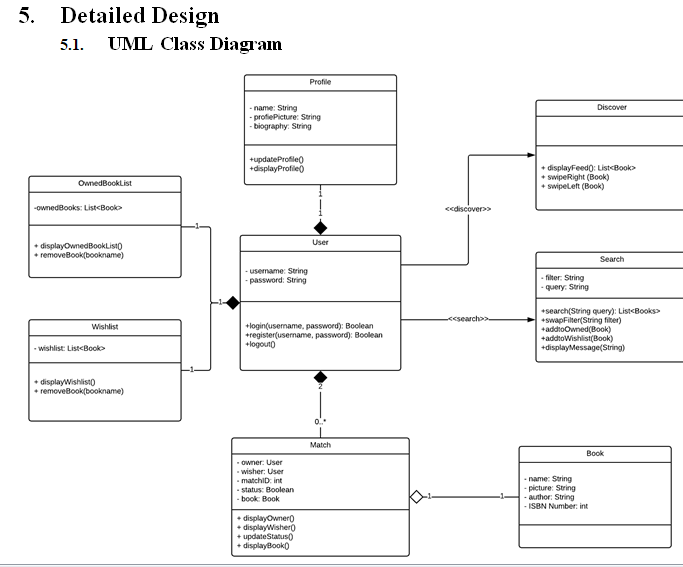 5. Detailed Design
5.1. UML Class Diagram
Profile
- name: String
- profiePicture: String
- biography: String
+updateProfile()
+displayProfile()
Discover
+ displayFeed(): List<Book>
+ swipeRight (Book)
+ swipeLeft (Book)
OwnedBookList
-ownedBooks: List<Book>
+ displayOwnedBookList()
+ removeBook(bookname)
1
1
1
<<discover>>
User
- username: String
- password: String
+login(username, password): Boolean
+register(username, password): Boolean
+logout()
1
Search
- filter: String
- query: String
+search(String query): List<Books>
+swapFilter(String filter)
+addtoOwned(Book)
+addtoWishlist(Book)
+displayMessage(String)
<<search>>
Wishlist
- wishlist: List<Book>
+ displayWishlist()
+ removeBook(bookname)
1
2
0..*
Match
- owner: User
- wisher: User
- matchID: int
- status: Boolean
- book: Book
+ displayOwner()
+ displayWisher()
+ updateStatus()
+ displayBook()
1
1
Book
- name: String
- picture: String
- author: String
- ISBN Number: int